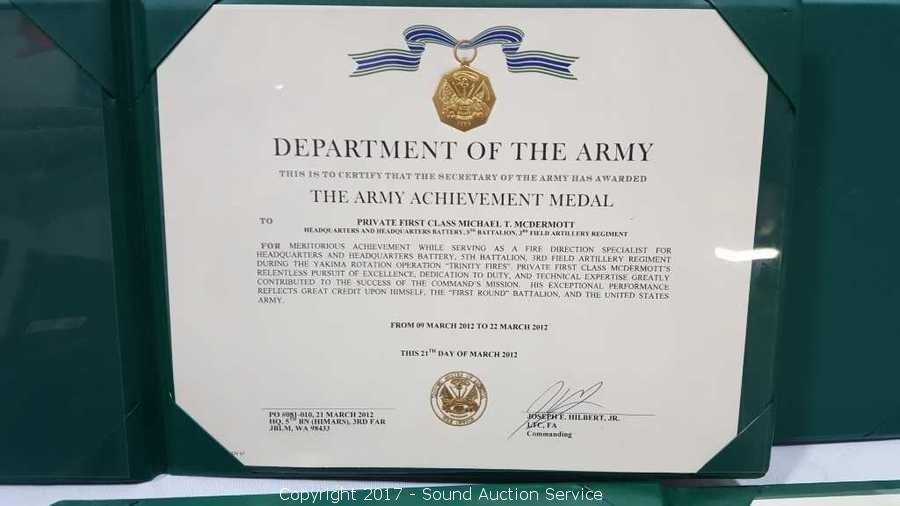 DEPARTMENT OF THE ARMY
THIS IS TO CERTIFY THAT THE SECRETARY OF THE ARMY HAS AWARDED
THE ARMY ACHIEVEMENT MEDAL
TO PRIVATE FIRST CLASS MICHAEL T. MCDERMOTT
HEADQUARTERS AND HEADQUARTERS BATTERY, 5TH BATTALION, 3RD FIELD ARTILLERY REGIMENT
FOR MERITORIOUS ACHIEVEMENT WHILE SERVING AS A FIRE DIRECTION SPECIALIST FOR
HEADQUARTERS AND HEADQUARTERS BATTERY, 5TH BATTALION, 3RD FIELD ARTILLERY REGIMENT
DURING THE YAKIMA ROTATION OPERATION "TRINITY FIRES". PRIVATE FIRST CLASS MCDERMOTT'S
RELENTLESS PURSUIT OF EXCELLENCE, DEDICATION TO DUTY, AND TECHNICAL EXPERTISE GREATLY
CONTRIBUTED TO THE SUCCESS OF THE COMMAND'S MISSION. HIS EXCEPTIONAL PERFORMANCE
REFLECTS GREAT CREDIT UPON HIMSELF, THE "FIRST ROUND" BATTALION, AND THE UNITED STATES
ARMY.
FROM 09 MARCH 2012 TO 22 MARCH 2012
THIS 21TH DAY OF MARCH 2012
PO #081-010, 21 MARCH 2012
HQ, 5TH BN (HIMARS), 3RD FAR
JBLM, WA 98433
JOSEPH F. HILBERT, JR.
LTC, FA
Commanding
Copyright 2017 - Sound Auction Service